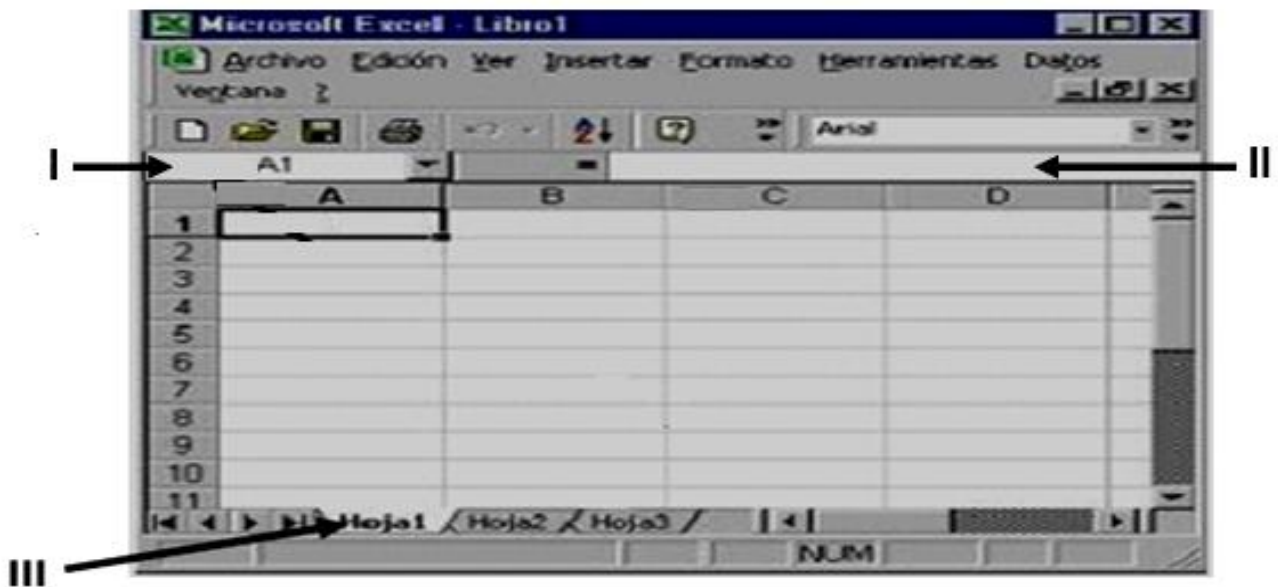 Microsoft Excel - Libro1
Archivo Edición Ver Insertar Formato Herramientas Datos
Ventana ?
Arial
I A1 = II
A B C D
1
2
3
4
5
6
7
8
9
10
11
Hoja1 Hoja2 Hoja3
NUM
III